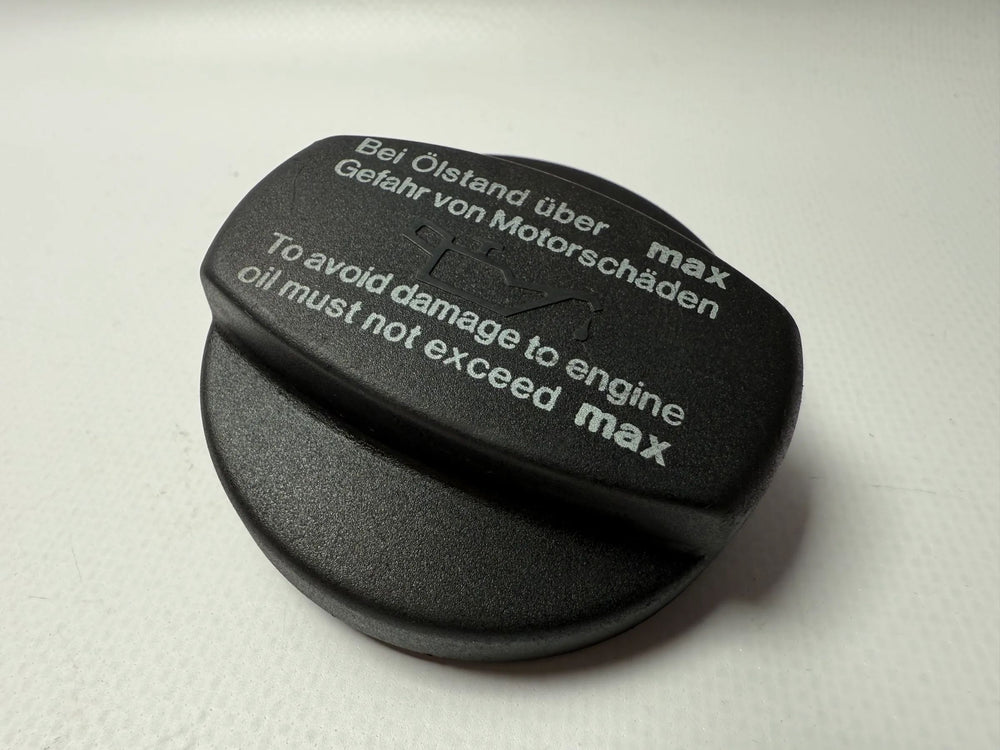 Bei Ölstand über max
Gefahr von Motorschäden
To avoid damage to engine
oil must not exceed max